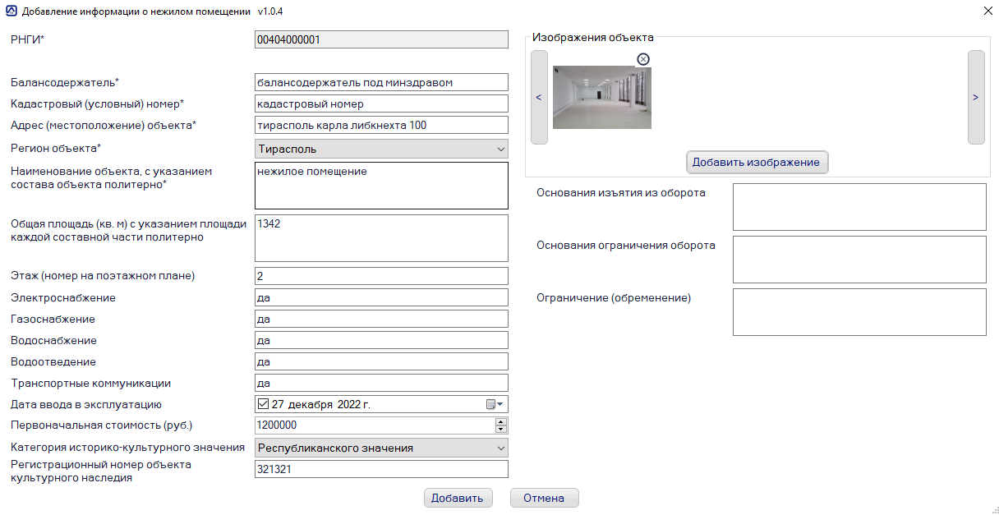 Добавление информации о нежилом помещении v1.0.4
РНГИ*
00404000001
Балансодержатель*
балансодержатель под минздравом
Кадастровый (условный) номер*
кадастровый номер
Адрес (местоположение) объекта*
тирасполь карла либкнехта 100
Регион объекта*
Тирасполь
Наименование объекта, с указанием
состава объекта политерно*
нежилое помещение
Общая площадь (кв. м) с указанием площади
каждой составной части политерно
1342
Этаж (номер на поэтажном плане)
2
Электроснабжение
да
Газоснабжение
да
Водоснабжение
да
Водоотведение
да
Транспортные коммуникации
да
Дата ввода в эксплуатацию
27 декабря 2022 г.
Первоначальная стоимость (руб.)
1200000
Категория историко-культурного значения
Республиканского значения
Регистрационный номер объекта
культурного наследия
321321
Изображения объекта
<
>
Добавить изображение
Основания изъятия из оборота
Основания ограничения оборота
Ограничение (обременение)
Добавить
Отмена